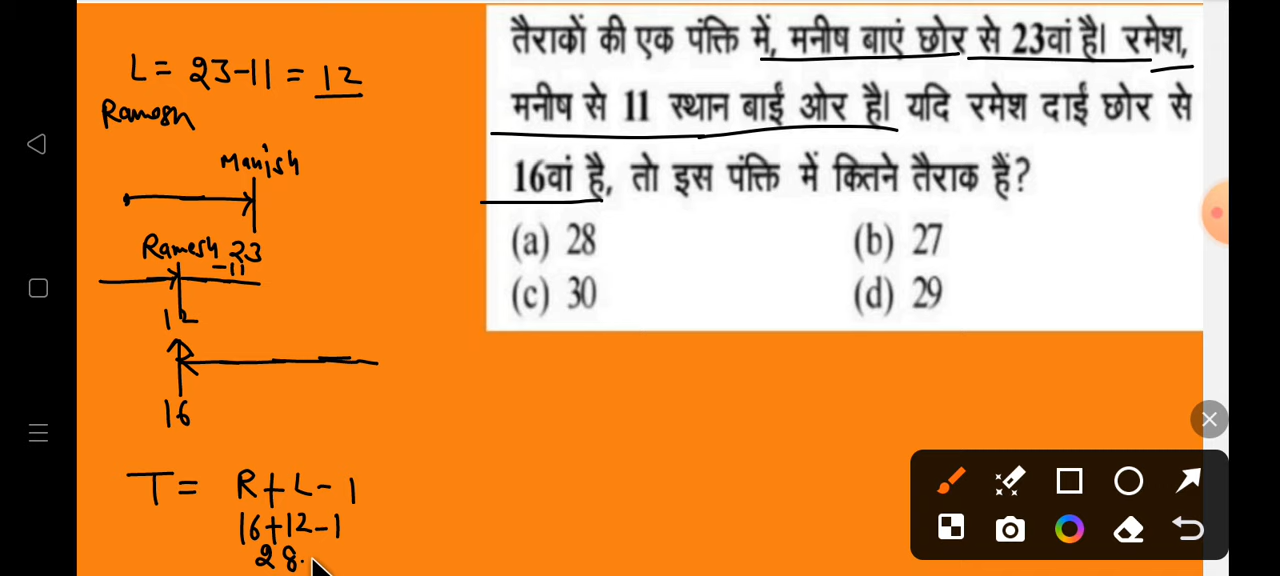 L = 23-11 = 12
Ramesh
Manish
Ramesh 23
-11
12
16
T = R+L-1
16+12-1
28.
तैराकों की एक पंक्ति में, मनीष बाएं छोर से 23वां है। रमेश,
मनीष से 11 स्थान बाईं ओर है। यदि रमेश दाईं छोर से
16वां है, तो इस पंक्ति में कितने तैराक हैं?
(a) 28 (b) 27
(c) 30 (d) 29